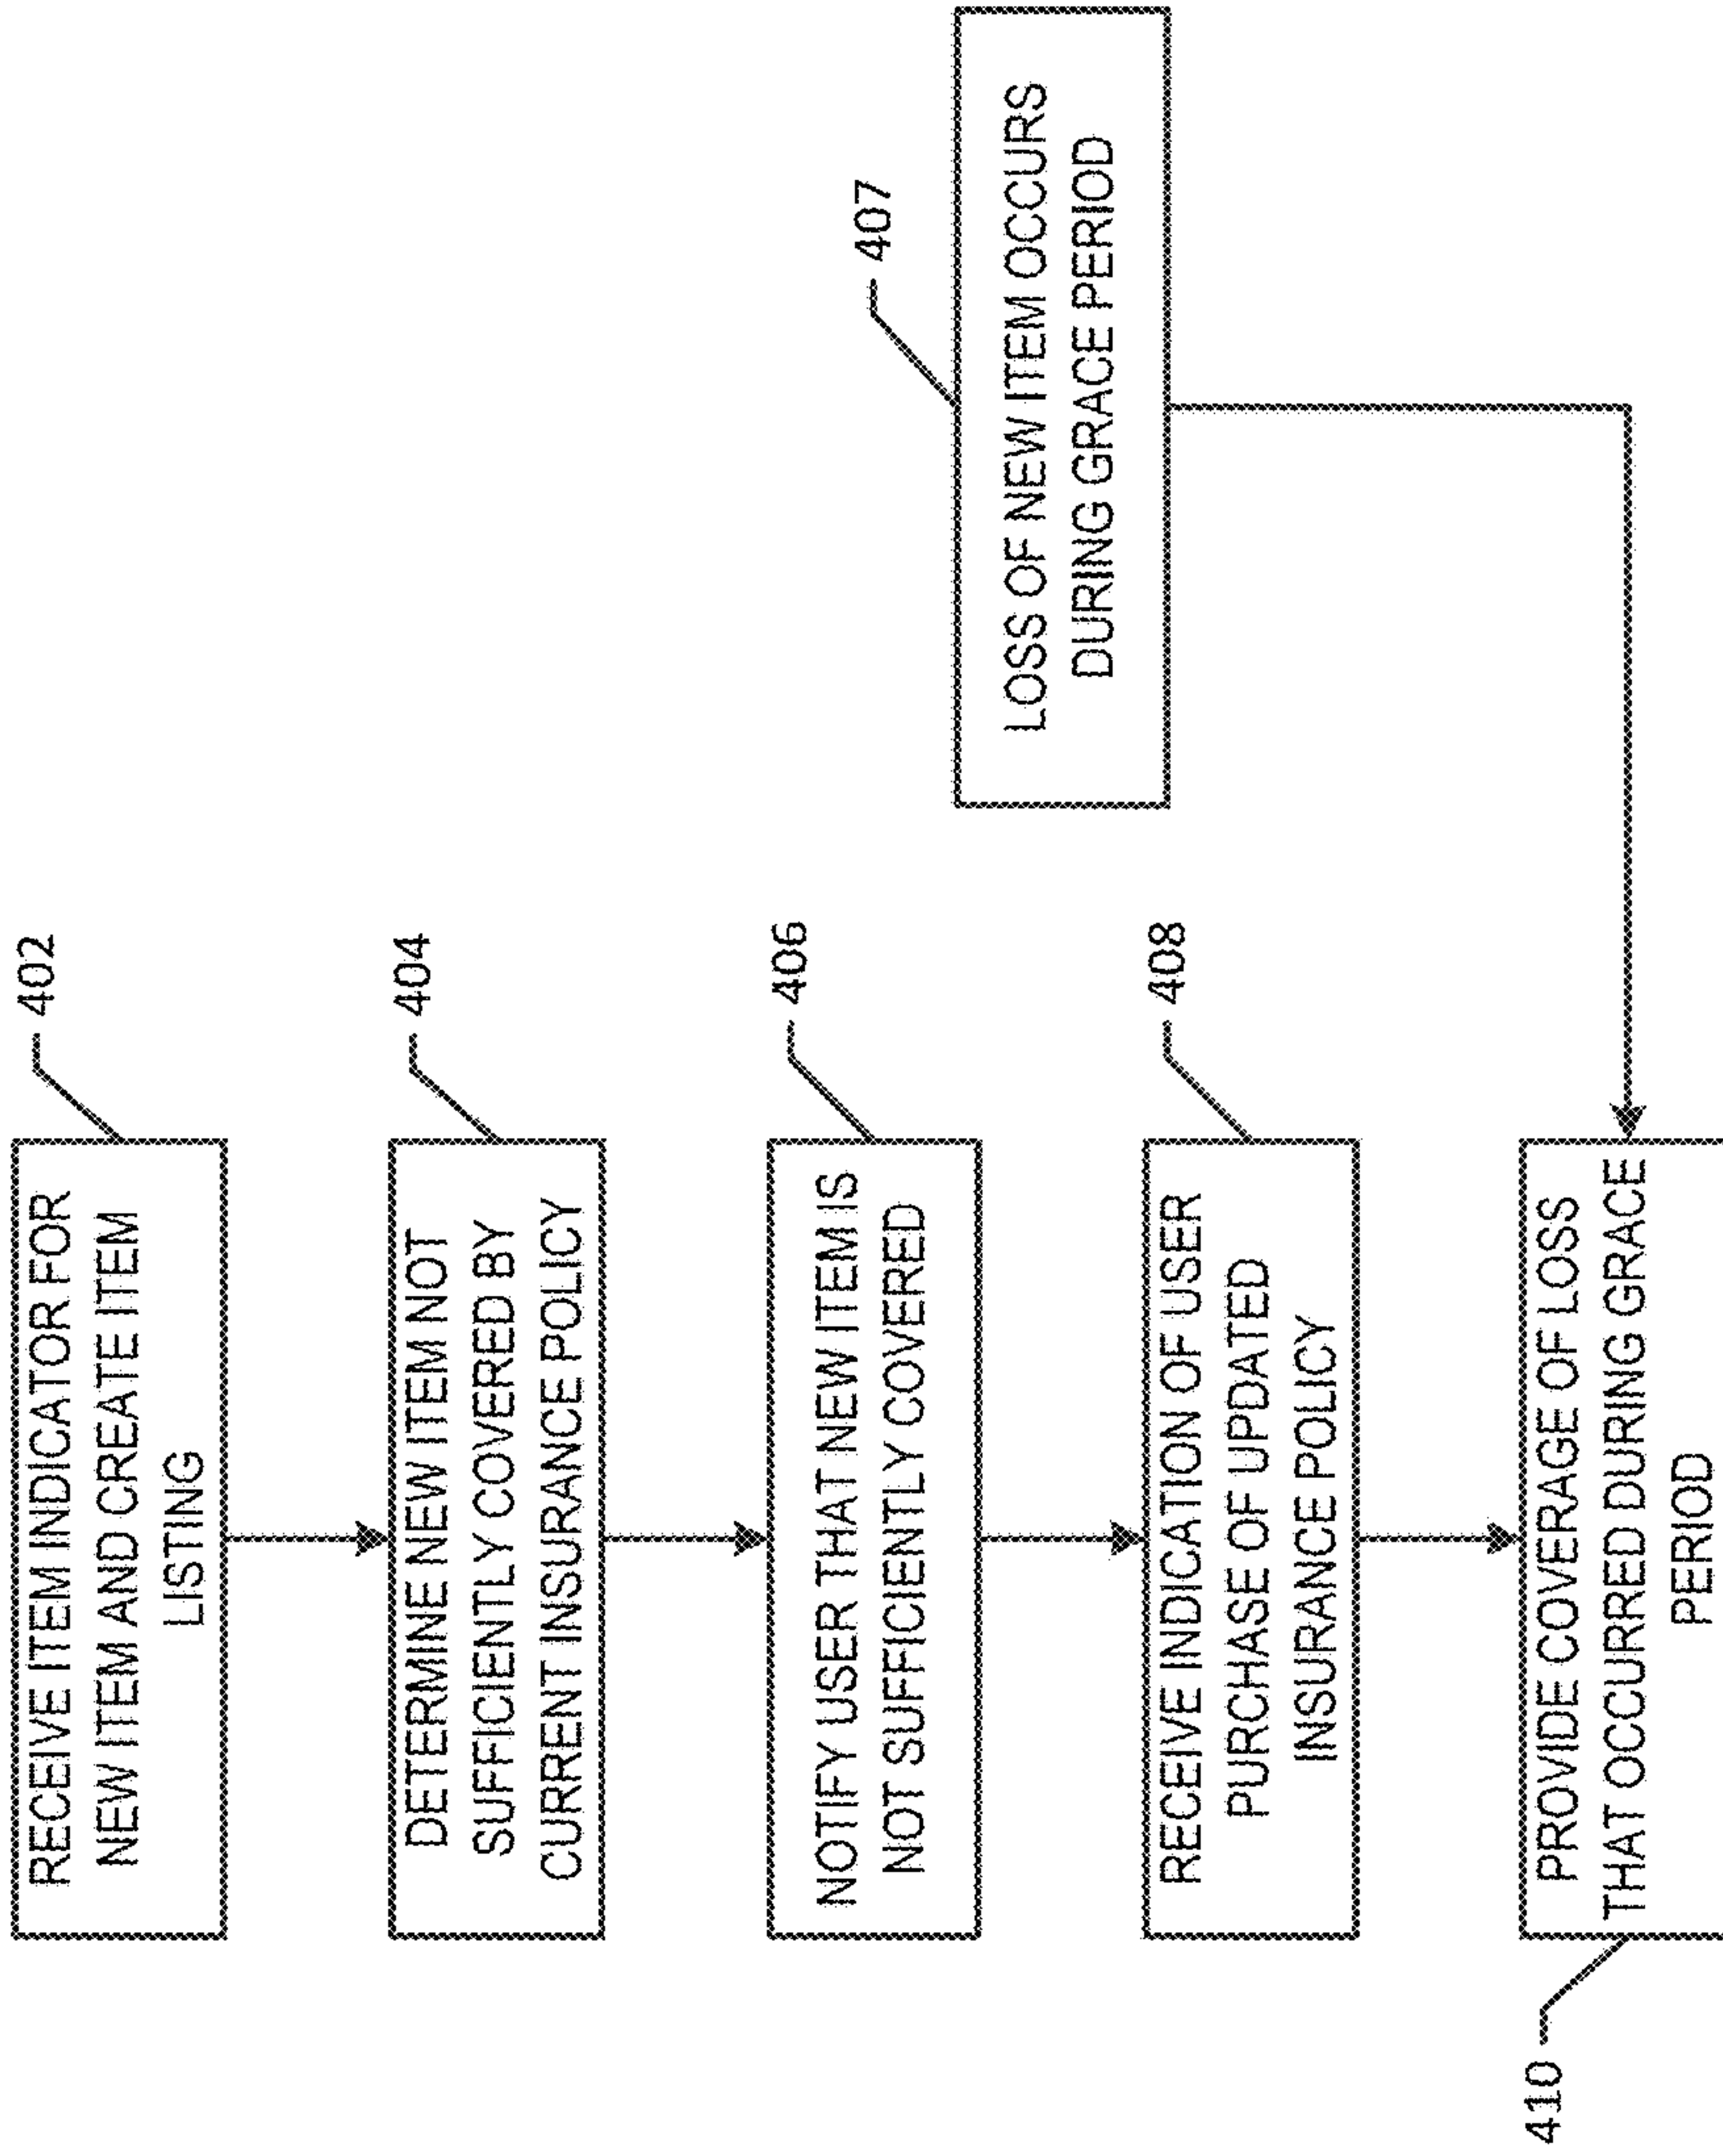 402
RECEIVE ITEM INDICATOR FOR
NEW ITEM AND CREATE ITEM
LISTING
404
DETERMINE NEW ITEM NOT
SUFFICIENTLY COVERED BY
CURRENT INSURANCE POLICY
406
NOTIFY USER THAT NEW ITEM IS
NOT SUFFICIENTLY COVERED
407
LOSS OF NEW ITEM OCCURS
DURING GRACE PERIOD
408
RECEIVE INDICATION OF USER
PURCHASE OF UPDATED
INSURANCE POLICY
410
PROVIDE COVERAGE OF LOSS
THAT OCCURRED DURING GRACE
PERIOD